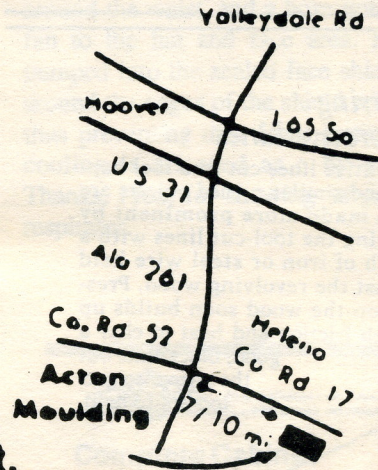 Valleydale Rd
Hoover
I 65 So
US 31
Ala 261
Co. Rd 52
Helena
Co Rd 17
Acton
Moulding
7/10 mi.